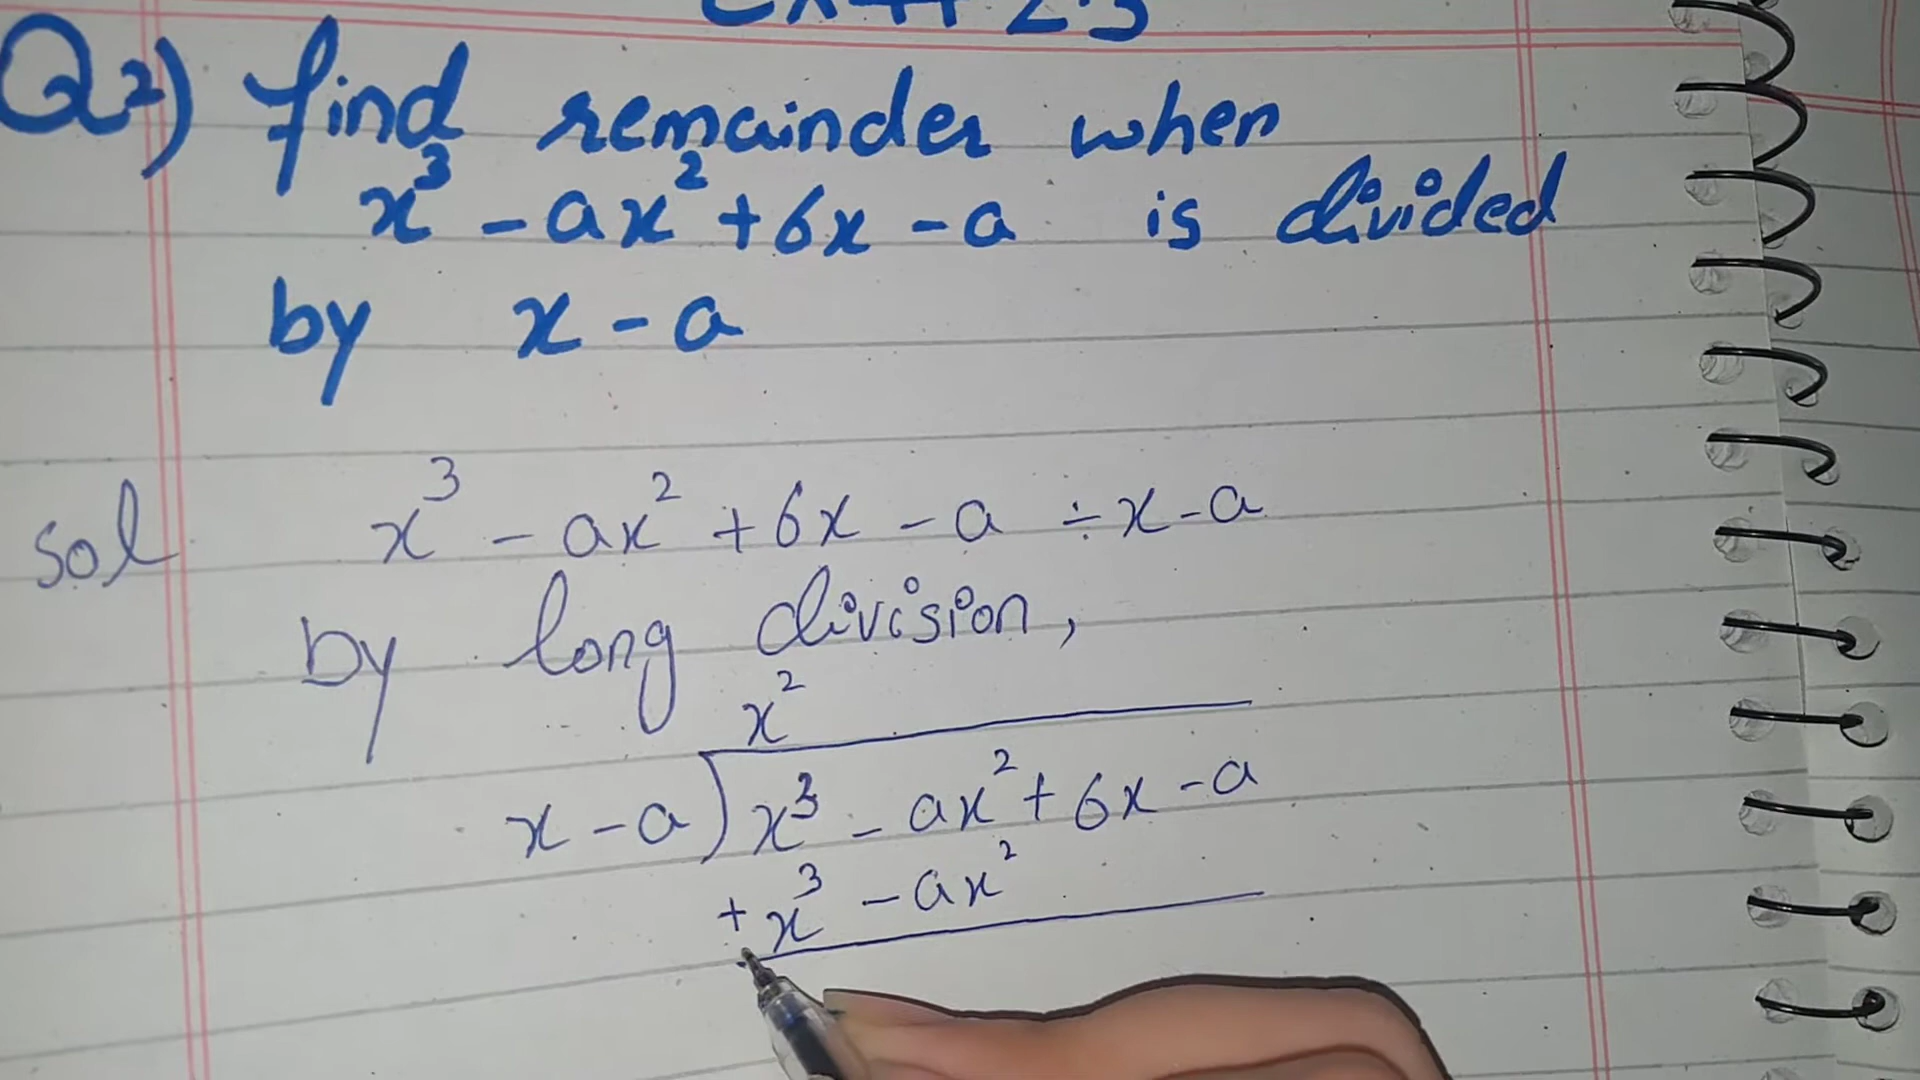 Q2) find remainder when
x³ - ax² + 6x - a is divided
by x - a
Sol x³ - ax² + 6x - a ÷ x - a
by long division,
x²
x - a) x³ - ax² + 6x - a
+x³ - ax²